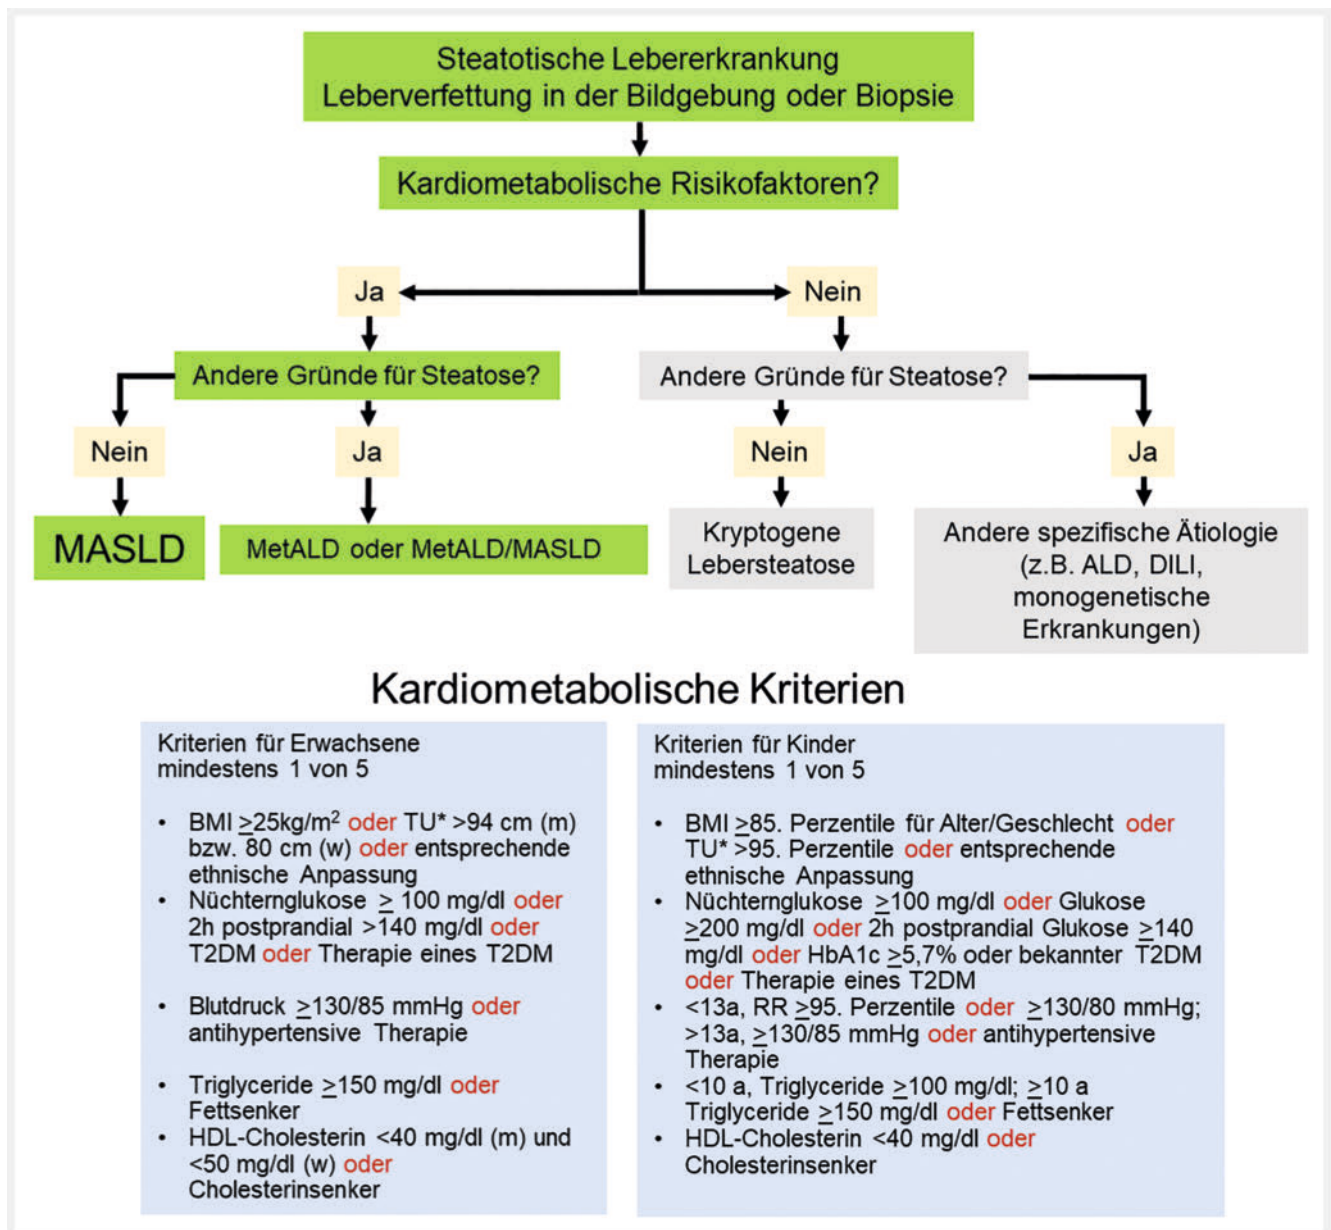 Steatotische Lebererkrankung
Leberverfettung in der Bildgebung oder Biopsie
Kardiometabolische Risikofaktoren?
Ja
Nein
Andere Gründe für Steatose?
Andere Gründe für Steatose?
Nein
Ja
Nein
Ja
MASLD
MetALD oder MetALD/MASLD
Kryptogene
Lebersteatose
Andere spezifische Ätiologie
(z.B. ALD, DILI,
monogenetische
Erkrankungen)
Kardiometabolische Kriterien
Kriterien für Erwachsene
mindestens 1 von 5
• BMI ≥25kg/m² oder TU* >94 cm (m)
bzw. 80 cm (w) oder entsprechende
ethnische Anpassung
• Nüchternglukose ≥ 100 mg/dl oder
2h postprandial >140 mg/dl oder
T2DM oder Therapie eines T2DM
• Blutdruck ≥130/85 mmHg oder
antihypertensive Therapie
• Triglyceride ≥150 mg/dl oder
Fettsenker
• HDL-Cholesterin <40 mg/dl (m) und
<50 mg/dl (w) oder
Cholesterinsenker
Kriterien für Kinder
mindestens 1 von 5
• BMI ≥85. Perzentile für Alter/Geschlecht oder
TU* >95. Perzentile oder entsprechende
ethnische Anpassung
• Nüchternglukose ≥100 mg/dl oder Glukose
≥200 mg/dl oder 2h postprandial Glukose ≥140
mg/dl oder HbA1c ≥5,7% oder bekannter T2DM
oder Therapie eines T2DM
• <13a, RR ≥95. Perzentile oder ≥130/80 mmHg;
>13a, ≥130/85 mmHg oder antihypertensive
Therapie
• <10 a, Triglyceride ≥100 mg/dl; ≥10 a
Triglyceride ≥150 mg/dl oder Fettsenker
• HDL-Cholesterin <40 mg/dl oder
Cholesterinsenker